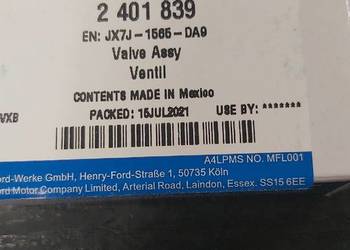 2 401 839
EN: JX7J-1565-DA9
Valve Assy
Ventil
CONTENTS MADE IN Mexico
VXB
PACKED: 15JUL2021 USE BY: *******
A4LPMS NO. MFL001
ord-Werke GmbH, Henry-Ford-Straße 1, 50735 Köln
ord Motor Company Limited, Arterial Road, Laindon, Essex. SS15 6EE